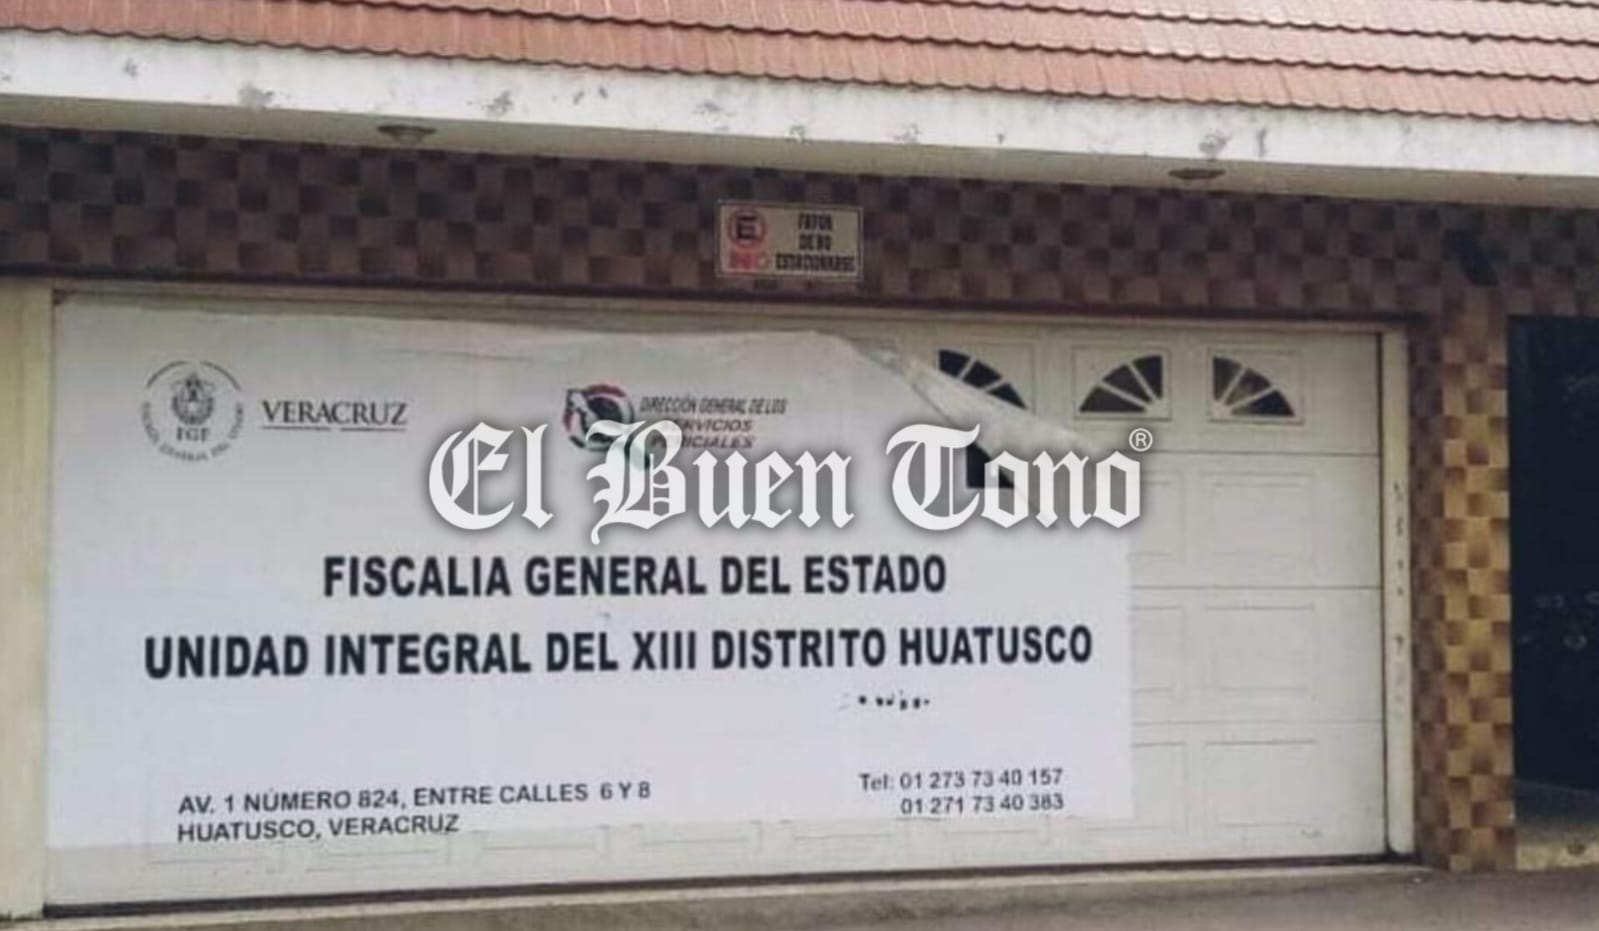 FAVOR
DE NO
ESTACIONARSE
E
NO
FGE
VERACRUZ
DIRECCIÓN GENERAL DE LOS
SERVICIOS
PERICIALES
El Buen Tono®
FISCALIA GENERAL DEL ESTADO
UNIDAD INTEGRAL DEL XIII DISTRITO HUATUSCO
AV. 1 NÚMERO 824, ENTRE CALLES 6 Y 8
HUATUSCO, VERACRUZ
Tel: 01 273 73 40 157
01 271 73 40 383